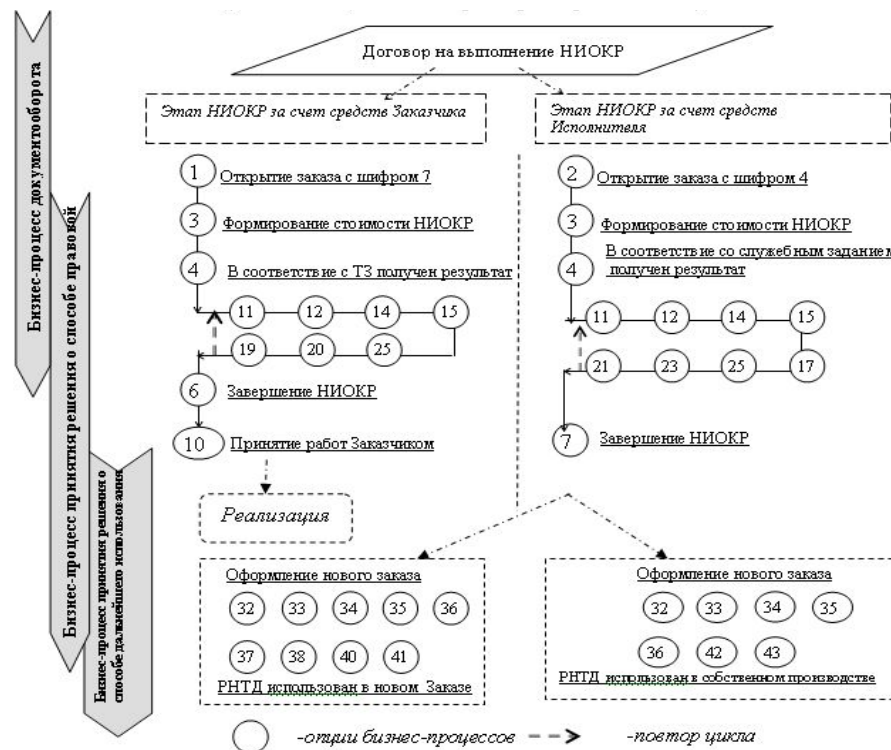 Договор на выполнение НИОКР
Этап НИОКР за счет средств Заказчика
Этап НИОКР за счет средств
Исполнителя
1 Открытие заказа с шифром 7
3 Формирование стоимости НИОКР
4 В соответствие с ТЗ получен результат
11 12 14 15
19 20 25
6 Завершение НИОКР
10 Принятие работ Заказчиком
Реализация
2 Открытие заказа с шифром 4
3 Формирование стоимости НИОКР
4 В соответствие со служебным заданием
получен результат
11 12 14 15
21 23 25 17
7 Завершение НИОКР
Оформление нового заказа
32 33 34 35 36
37 38 40 41
РНТД использован в новом Заказе
Оформление нового заказа
32 33 34 35
36 42 43
РНТД использован в собственном производстве
Бизнес-процесс документооборота
Бизнес-процесс принятия решения о способе правовой
Бизнес-процесс принятия решения о
способе дальнейшего использования
-опции бизнес-процессов
-повтор цикла